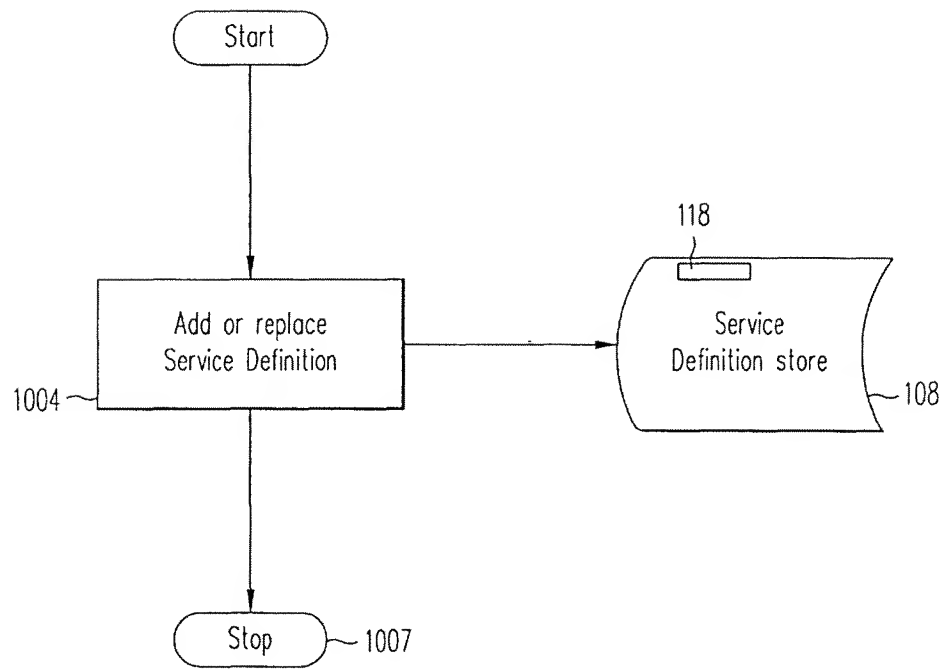 Start
118
Add or replace
Service Definition
Service
Definition store
1004
108
Stop
1007